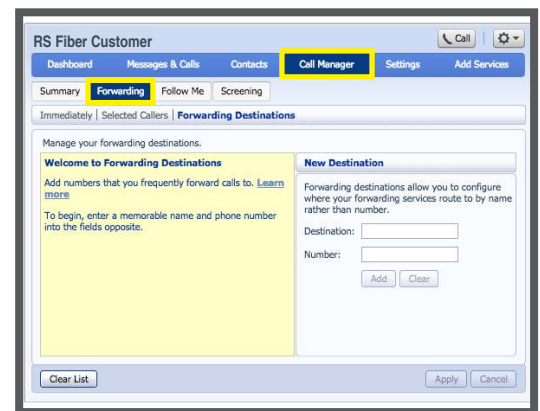 RS Fiber Customer
Call
Dashboard Messages & Calls Contacts Call Manager Settings Add Services
Summary Forwarding Follow Me Screening
Immediately | Selected Callers | Forwarding Destinations
Manage your forwarding destinations.
Welcome to Forwarding Destinations
Add numbers that you frequently forward calls to. Learn
more
To begin, enter a memorable name and phone number
into the fields opposite.
New Destination
Forwarding destinations allow you to configure
where your forwarding services route to by name
rather than number.
Destination:
Number:
Add Clear
Clear List
Apply Cancel